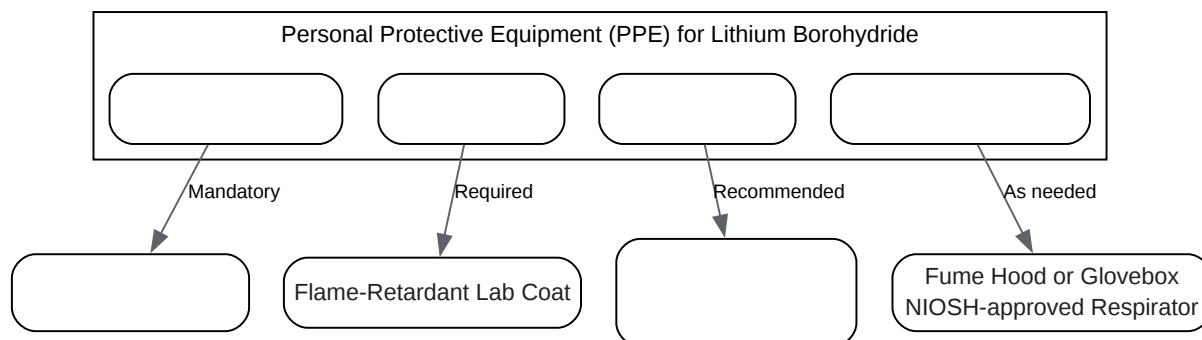 Personal Protective Equipment (PPE) for Lithium Borohydride
Mandatory
Required
Recommended
As needed
Flame-Retardant Lab Coat
Fume Hood or Glovebox
NIOSH-approved Respirator